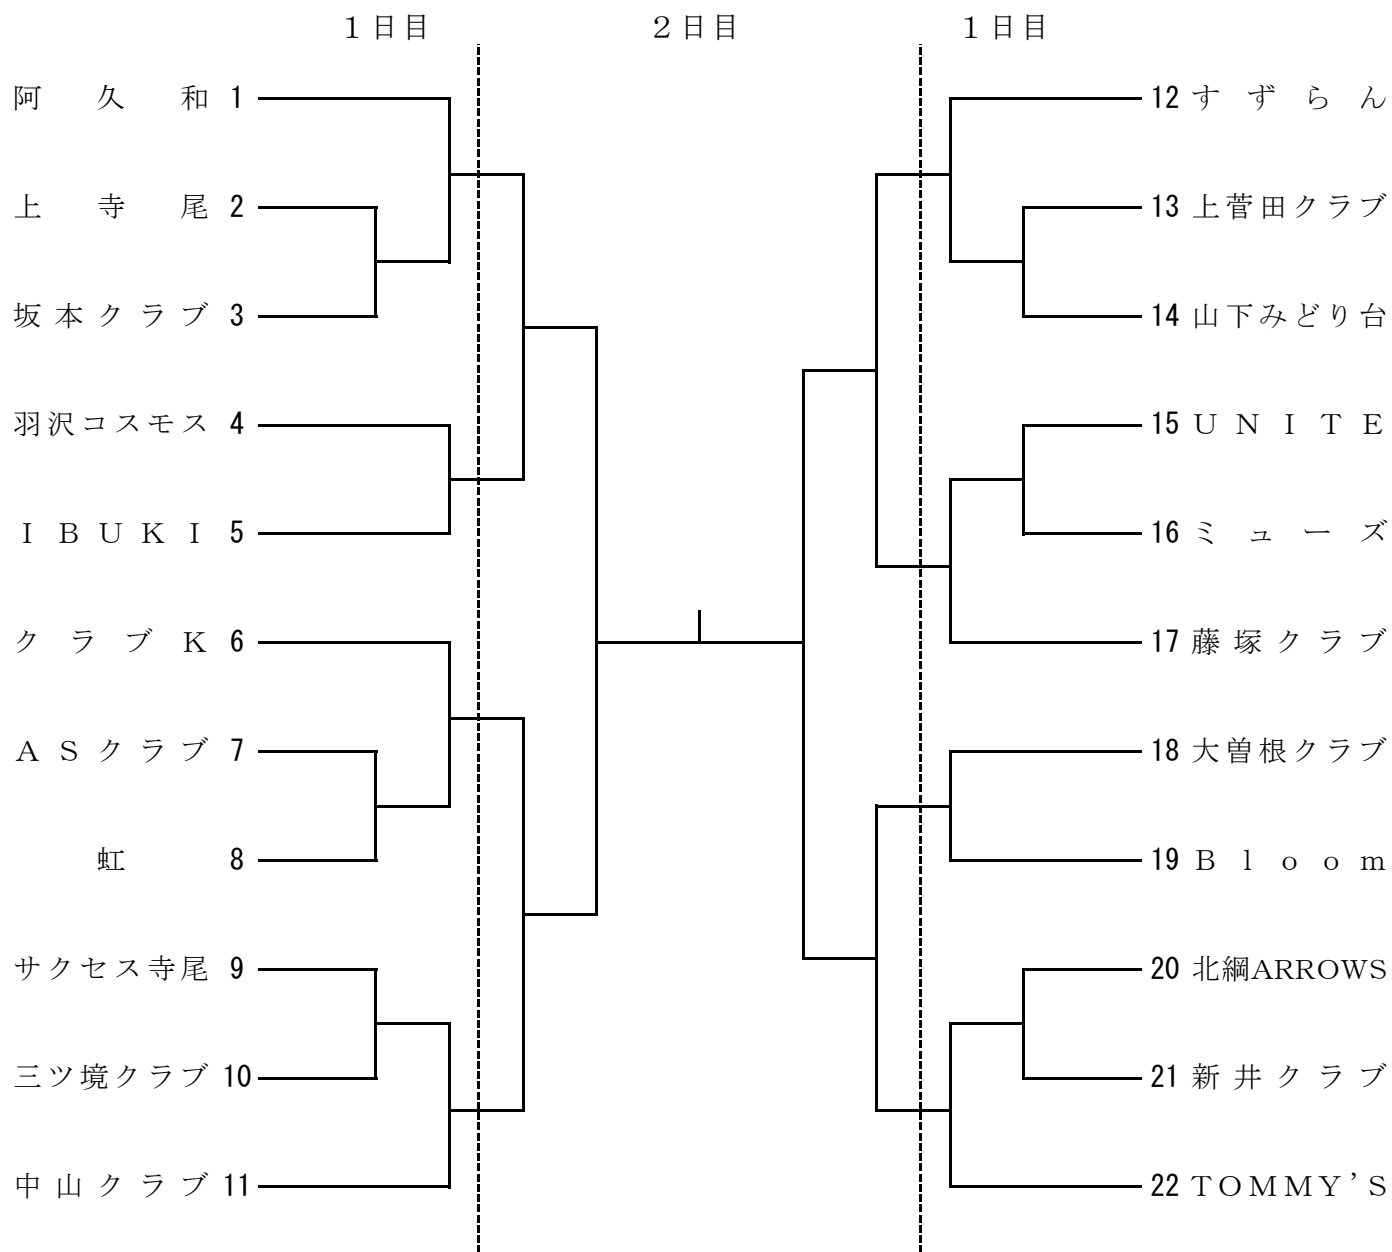 １日目 ２日目 １日目
阿久和 1
上寺尾 2
坂本クラブ 3
羽沢コスモス 4
ＩＢＵＫＩ 5
クラブＫ 6
ＡＳクラブ 7
虹 8
サクセス寺尾 9
三ツ境クラブ 10
中山クラブ 11
12 すずらん
13 上菅田クラブ
14 山下みどり台
15 ＵＮＩＴＥ
16 ミューズ
17 藤塚クラブ
18 大曽根クラブ
19 Ｂｌｏｏｍ
20 北綱ARROWS
21 新井クラブ
22 ＴＯＭＭＹ’Ｓ